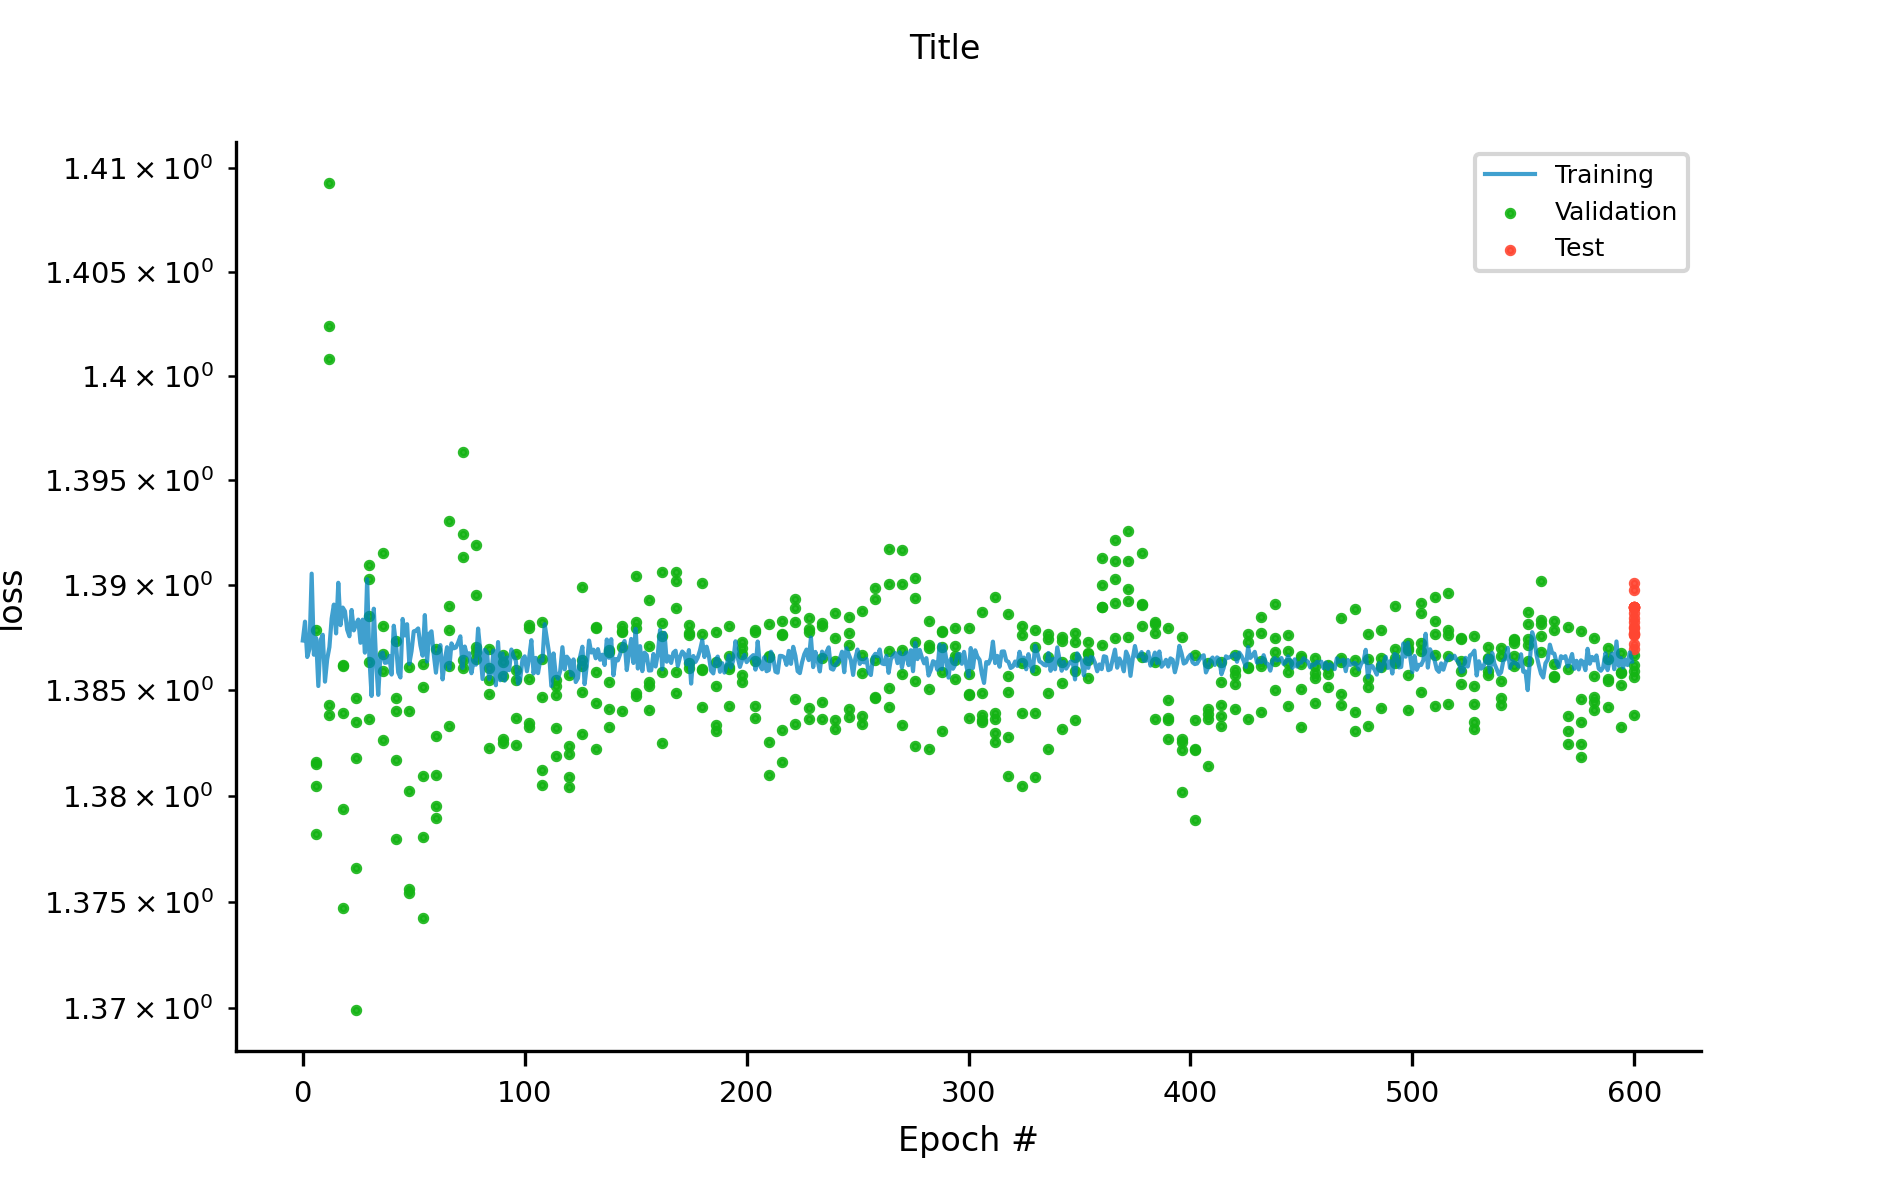 Title
1.41 × 10⁰
1.405 × 10⁰
1.4 × 10⁰
1.395 × 10⁰
1.39 × 10⁰
1.385 × 10⁰
1.38 × 10⁰
1.375 × 10⁰
1.37 × 10⁰
loss
Training
Validation
Test
0 100 200 300 400 500 600
Epoch #